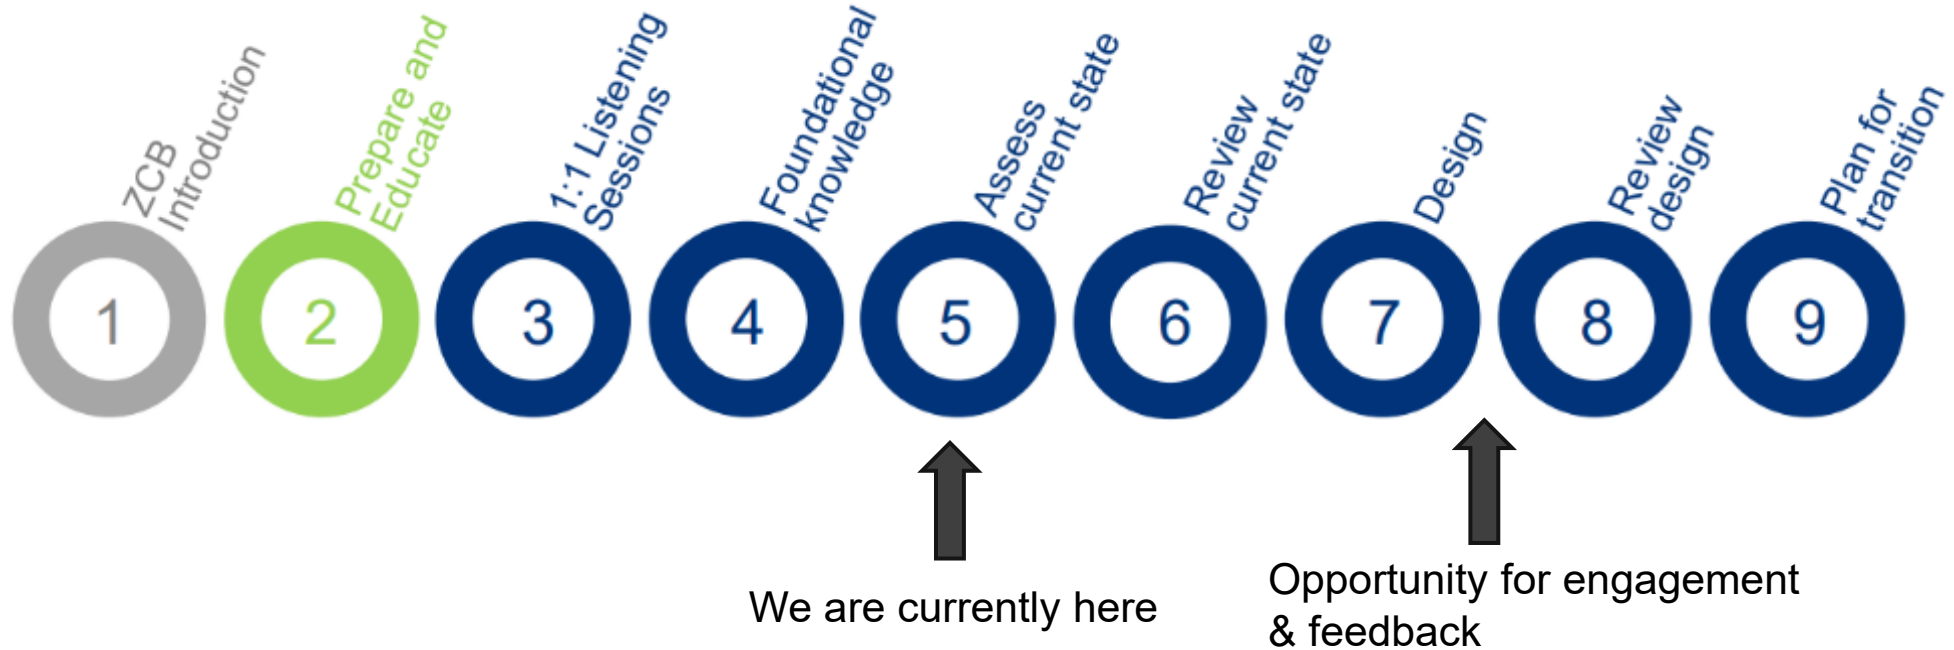 ZCB
Introduction
Prepare and
Educate
1:1 Listening
Sessions
Foundational
knowledge
Assess
current state
Review
current state
Design
Review
design
Plan for
transition
1
2
3
4
5
6
7
8
9
We are currently here
Opportunity for engagement
& feedback